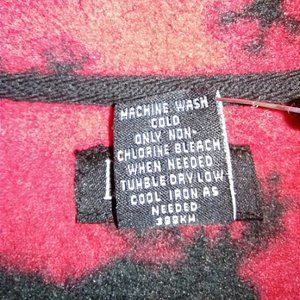 MACHINE WASH
COLD
ONLY NON-
CHLORINE BLEACH
WHEN NEEDED
TUMBLE DRY LOW
COOL IRON AS
NEEDED